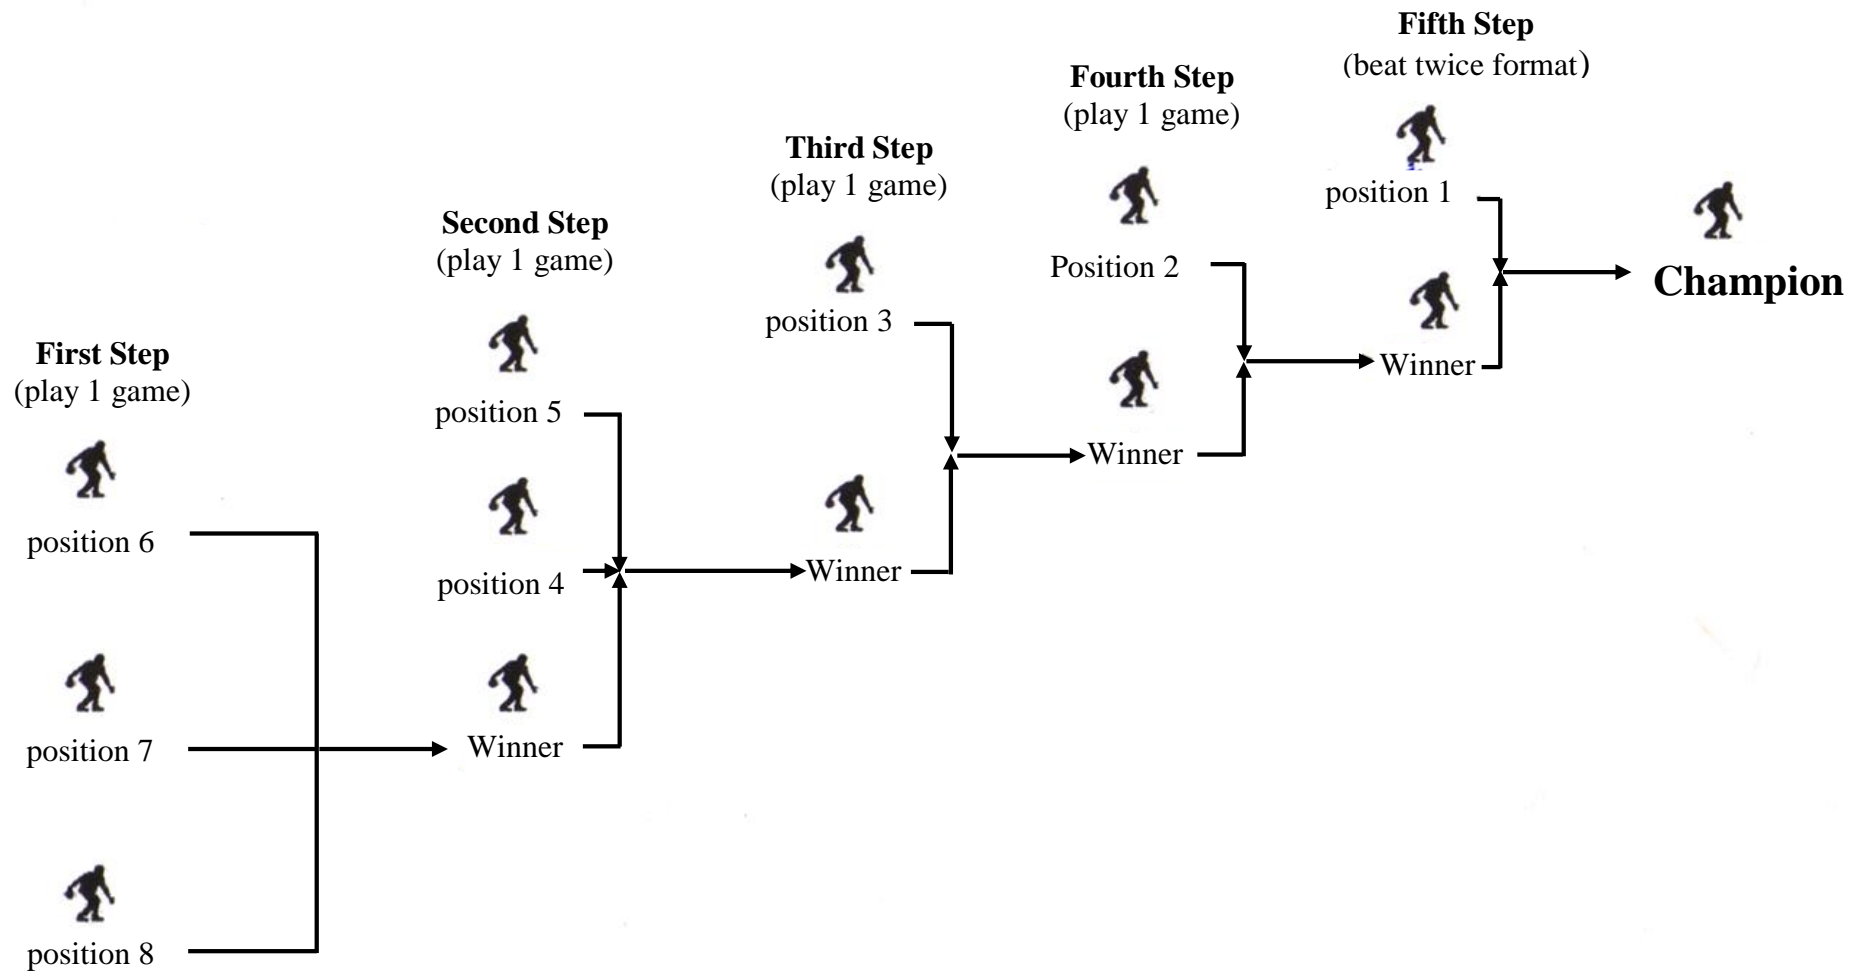 First Step
(play 1 game)
position 6
position 7
position 8
Second Step
(play 1 game)
position 5
position 4
Winner
Third Step
(play 1 game)
position 3
Winner
Fourth Step
(play 1 game)
Position 2
Winner
Fifth Step
(beat twice format)
position 1
Winner
Champion